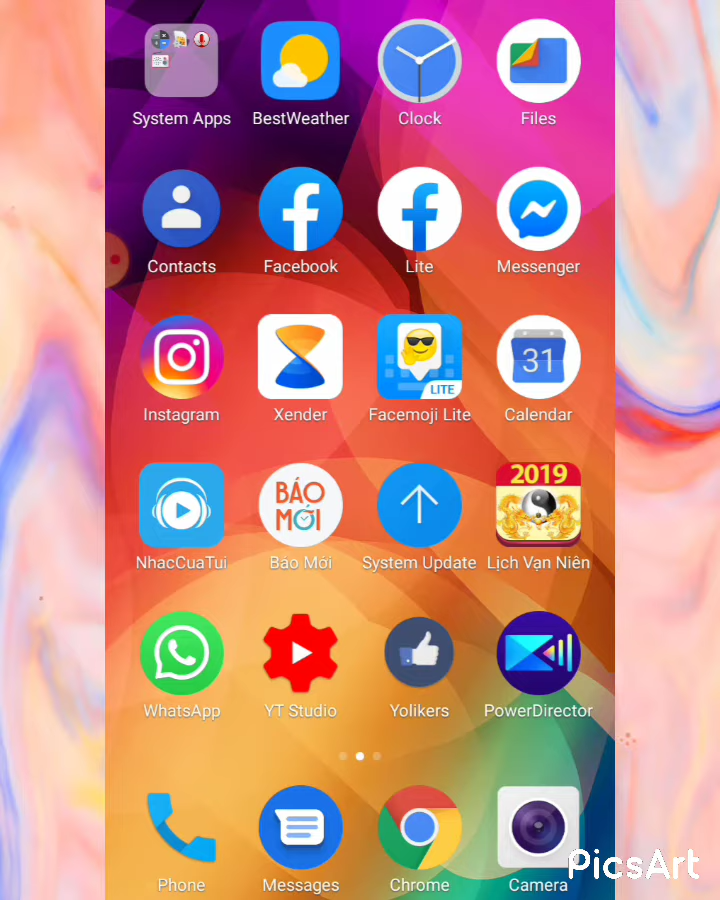 System Apps BestWeather Clock Files
Contacts Facebook Lite Messenger
31
LITE
Instagram Xender Facemoji Lite Calendar
2019
BÁO
MỚI
NhacCuaTui Báo Mới System Update Lịch Vạn Niên
WhatsApp YT Studio Yolikers PowerDirector
Phone Messages Chrome Camera
PicsArt